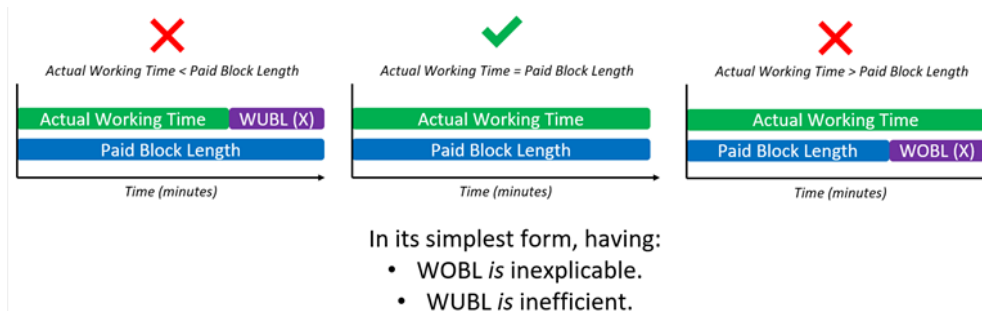 Actual Working Time < Paid Block Length
Actual Working Time
WUBL (X)
Paid Block Length
Time (minutes)
Actual Working Time = Paid Block Length
Actual Working Time
Paid Block Length
Time (minutes)
Actual Working Time > Paid Block Length
Actual Working Time
Paid Block Length
WOBL (X)
Time (minutes)
In its simplest form, having:
• WOBL is inexplicable.
• WUBL is inefficient.